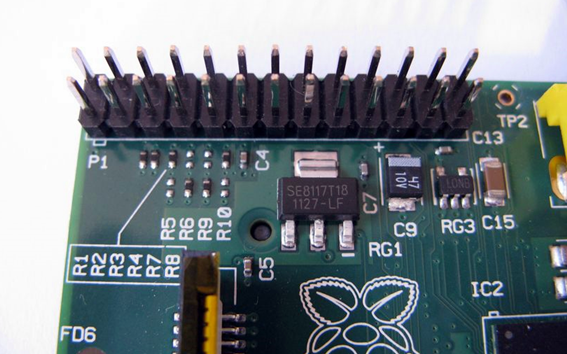 P1
C4
+
C13
TP2
SE8117T18
1127-LF
47
10V
LONB
C7
C9
RG3
C15
RG1
R5
R6
R9
R10
R1
R2
R3
R4
R7
R8
C5
IC2
FD6